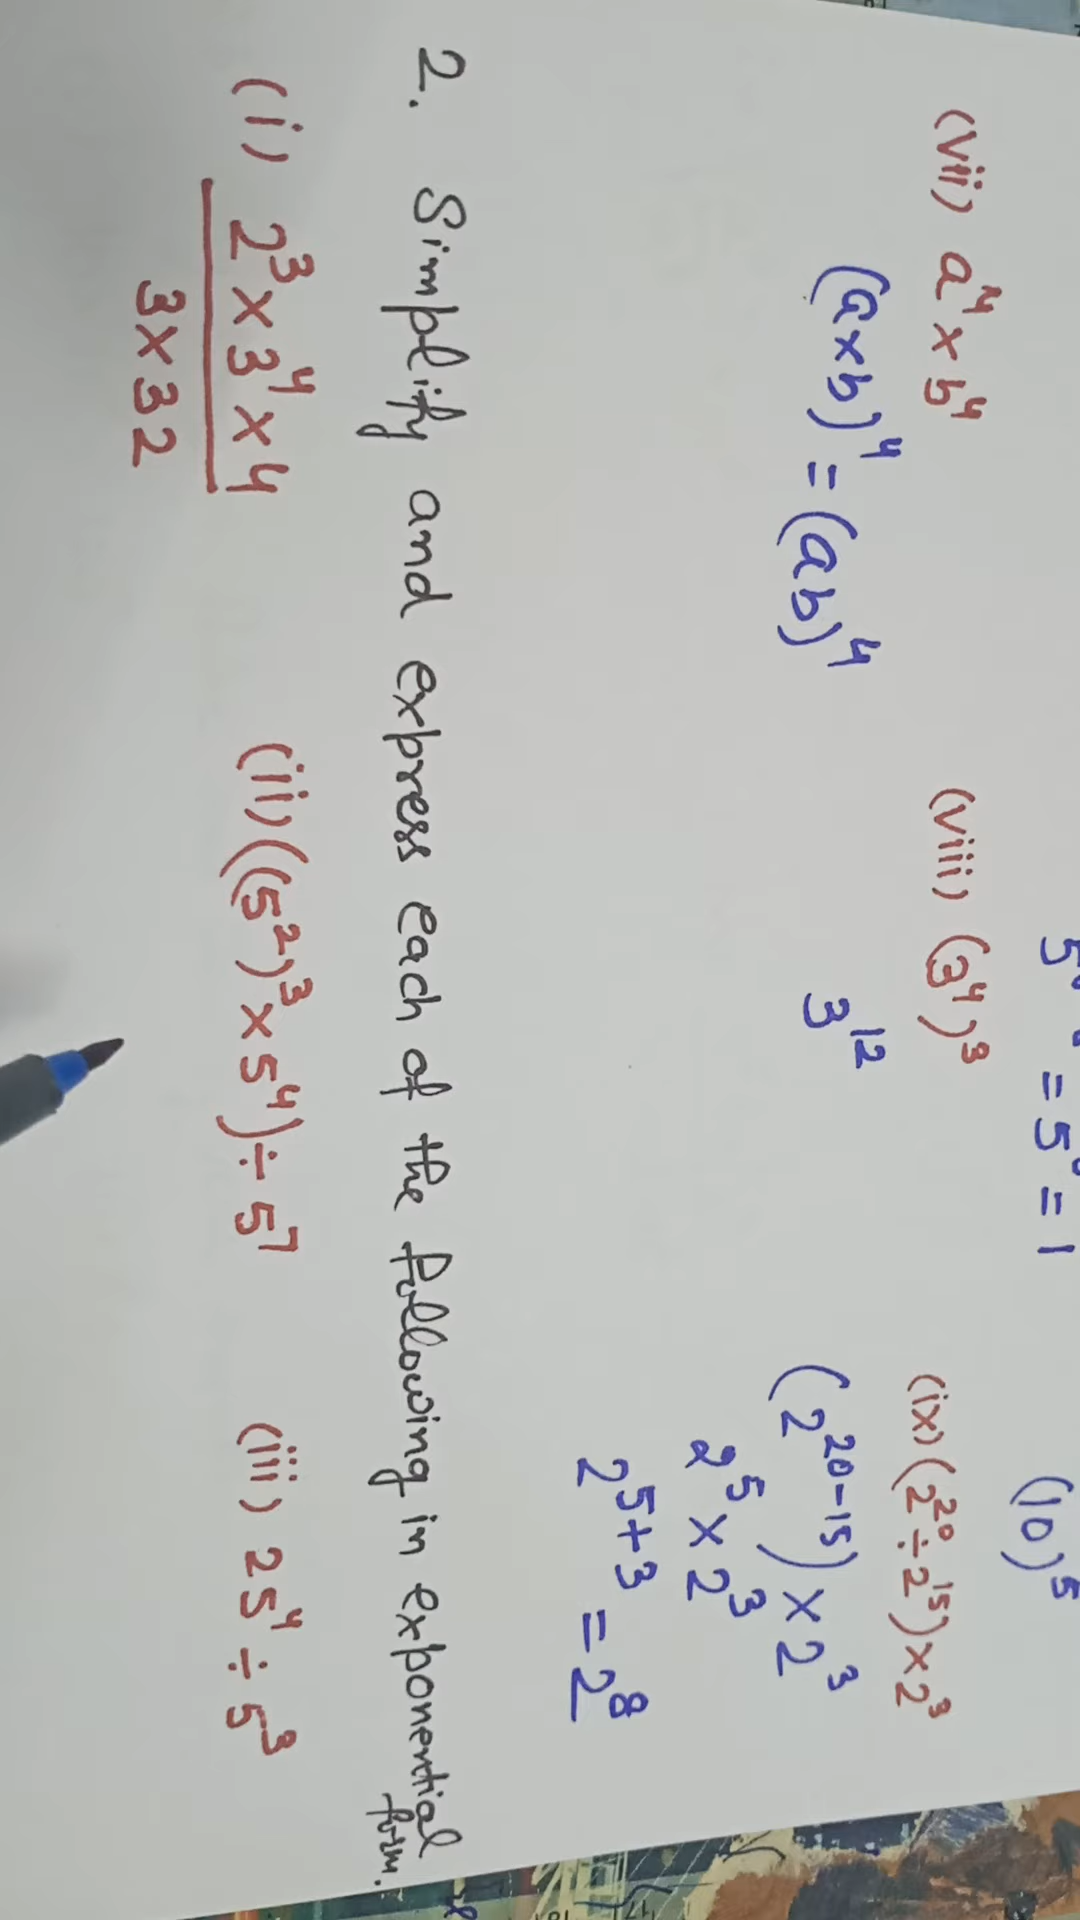 (10)⁵
= 5⁰ = 1
(vii) a⁴ × b⁴ (viii) (3⁴)³ (ix) (2²⁰ ÷ 2¹⁵) × 2³
(a×b)⁴ = (ab)⁴ 3¹² (2²⁰⁻¹⁵) × 2³
2⁵ × 2³
2⁵⁺³ = 2⁸
2. Simplify and express each of the following in exponential form.
(i) 2³ × 3⁴ × 4 (ii) ((5²)³ × 5⁴) ÷ 5⁷ (iii) 25⁴ ÷ 5³
3 × 32